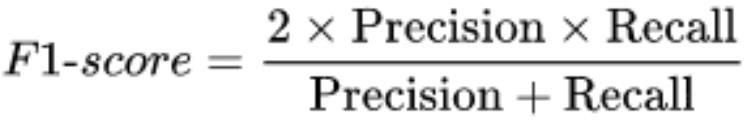 F1-score = 2 × Precision × Recall
Precision + Recall